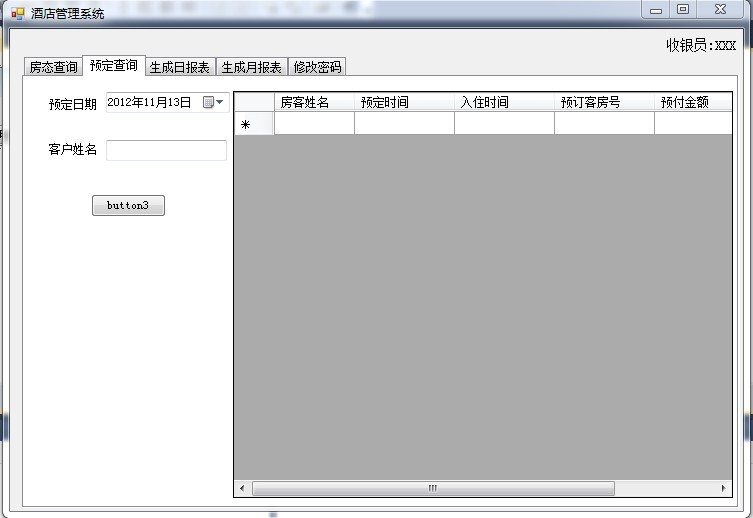 酒店管理系统
收银员:XXX
房态查询 预定查询 生成日报表 生成月报表 修改密码
预定日期 2012年11月13日
房客姓名 预定时间 入住时间 预订客房号 预付金额
*
客户姓名
button3